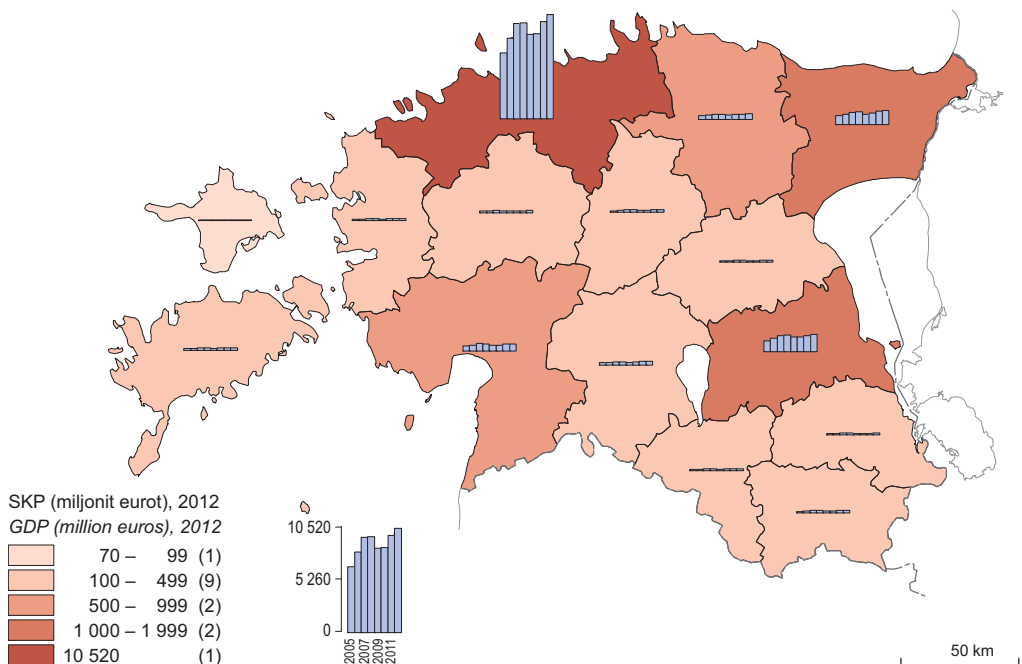 SKP (miljonit eurot), 2012
GDP (million euros), 2012
70 – 99 (1)
100 – 499 (9)
500 – 999 (2)
1 000 – 1 999 (2)
10 520 (1)
10 520
5 260
0
2005
2007
2009
2011
50 km